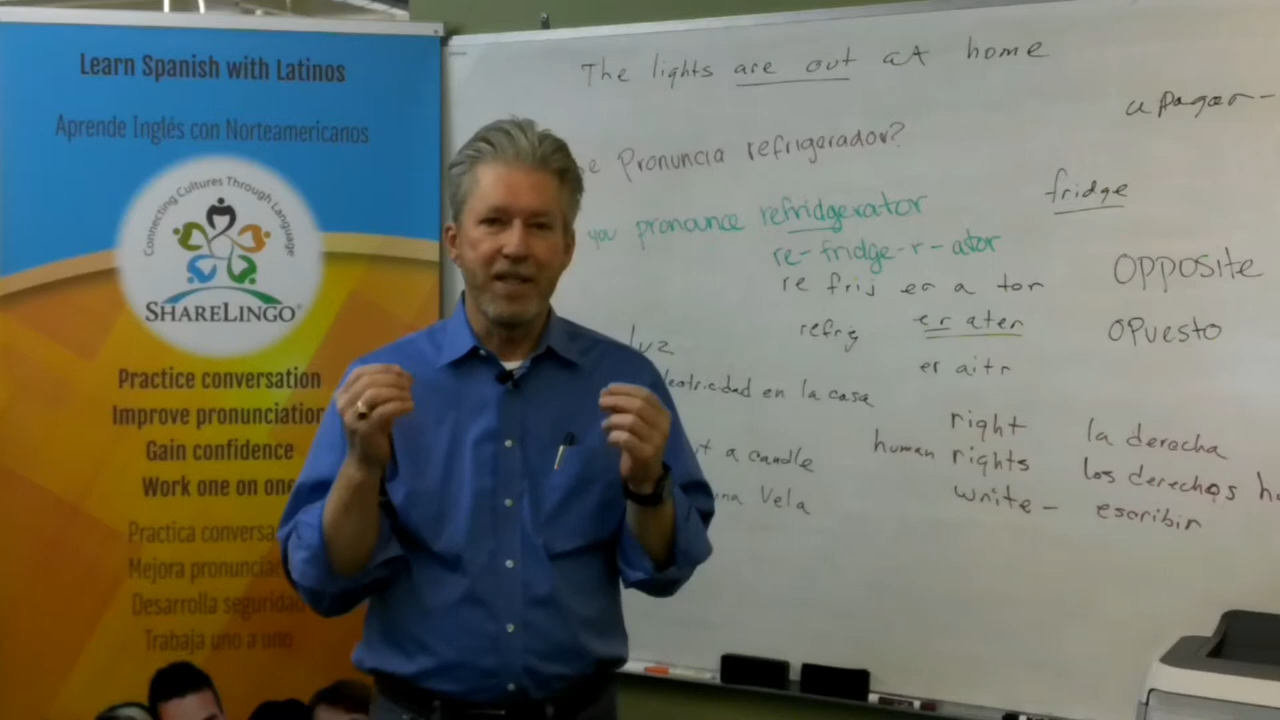 Learn Spanish with Latinos
Aprende Inglés con Norteamericanos
Connecting Cultures Through Language
SHARELINGO
Practice conversation
Improve pronunciation
Gain confidence
Work one on one
Practica conversa
Mejora pronuncia
Desarrolla seguridad
Trabaja uno a uno
The lights are out at home
apagar-
e Pronuncia refrigerador?
fridge
you pronounce refridgerator
re-fridge-r-ator
OPPOSITE
re frij er a tor
refrig er ater
OPUESTO
luz
er aitr
lectricidad en la casa
right la derecha
t a candle
human rights los derechos hu
na Vela
write - escribir